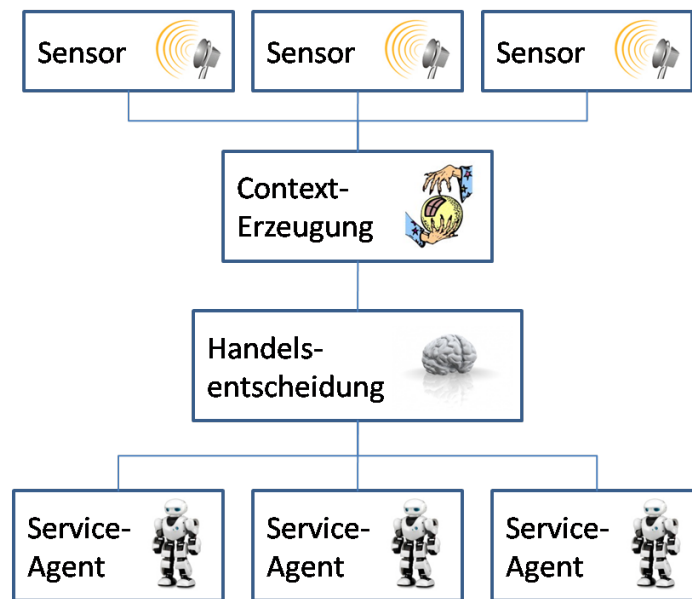 Sensor
Sensor
Sensor
Context-
Erzeugung
Handels-
entscheidung
Service-
Agent
Service-
Agent
Service-
Agent